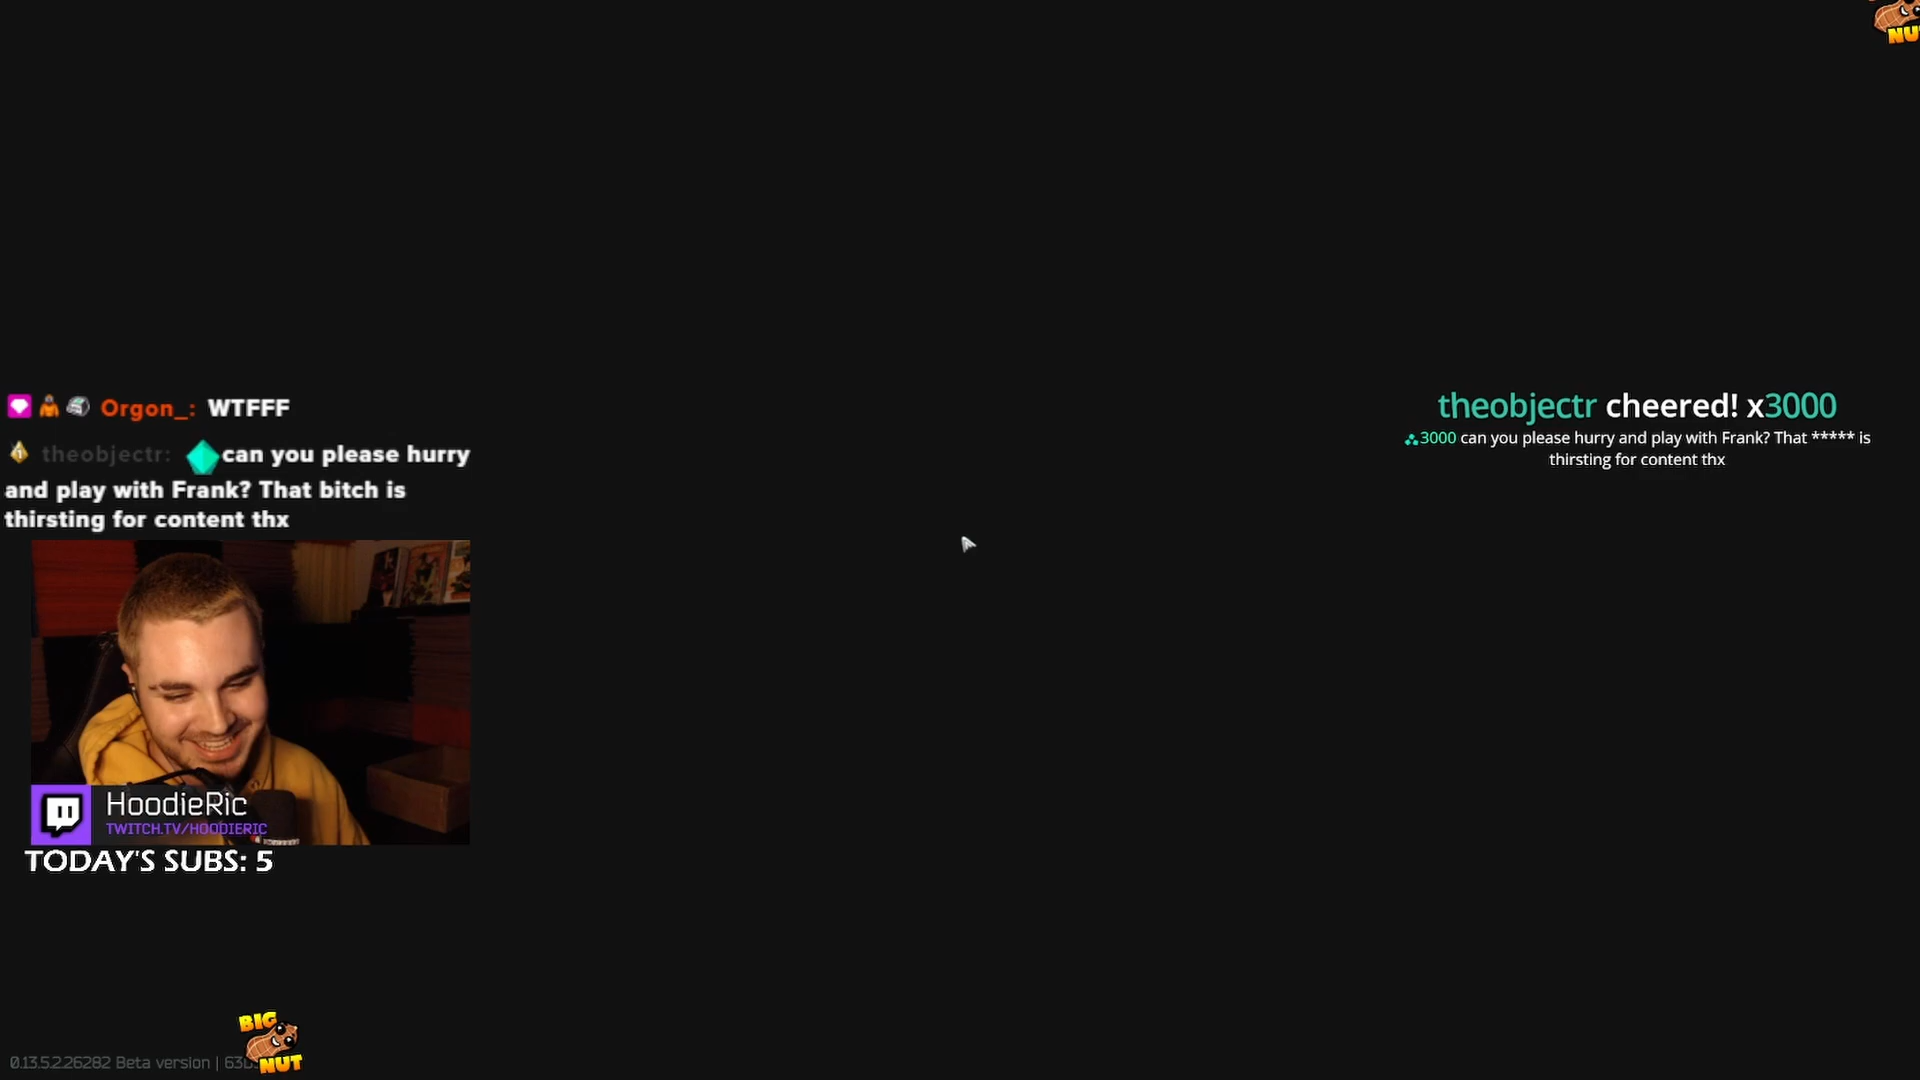 NU
Orgon_: WTFFF
theobjectr: can you please hurry
and play with Frank? That bitch is
thirsting for content thx
theobjectr cheered! x3000
3000 can you please hurry and play with Frank? That ***** is
thirsting for content thx
HoodieRic
TWITCH.TV/HOODIERIC
TODAY'S SUBS: 5
BIG
NUT
0.13.5.2.26282 Beta version |